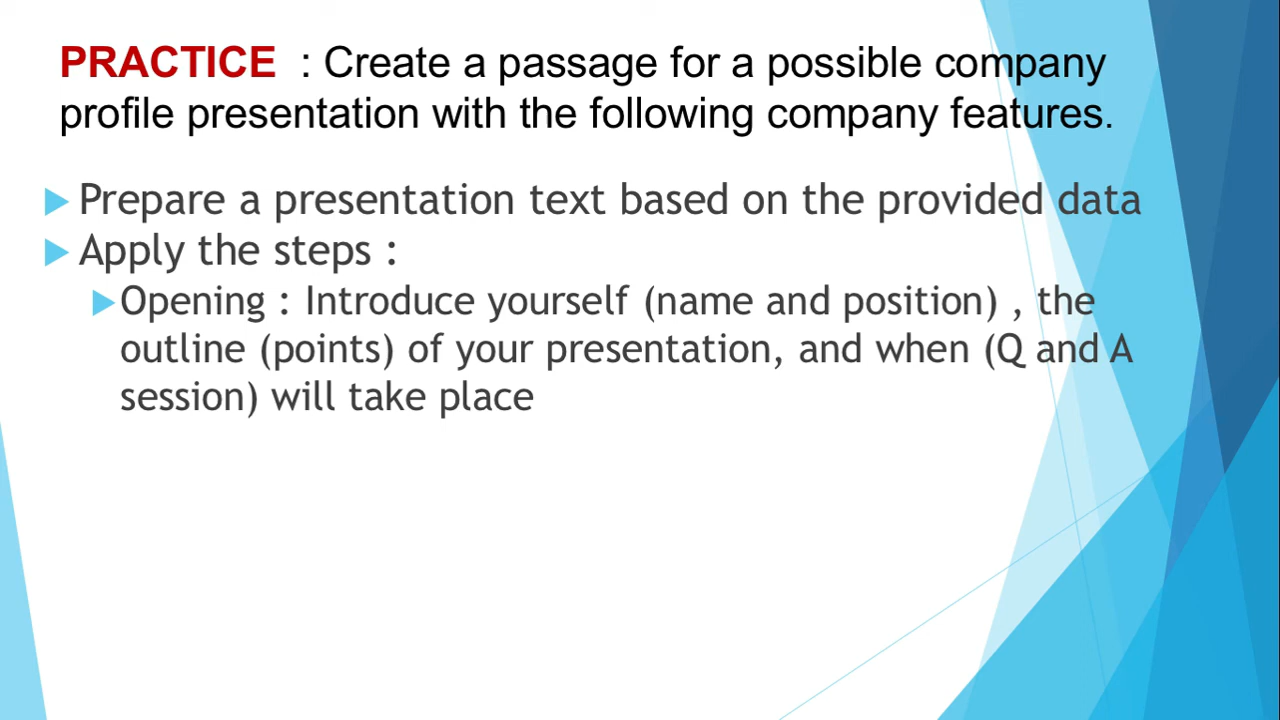 PRACTICE : Create a passage for a possible company
profile presentation with the following company features.
Prepare a presentation text based on the provided data
Apply the steps :
Opening : Introduce yourself (name and position) , the
outline (points) of your presentation, and when (Q and A
session) will take place